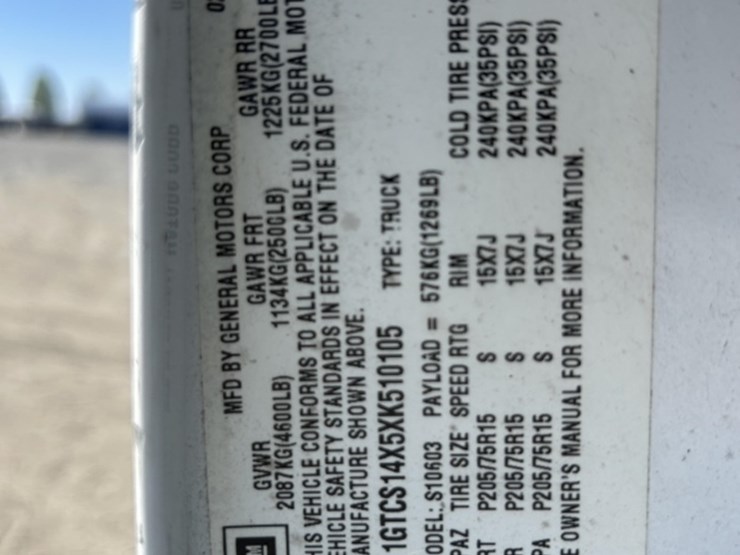 MFD BY GENERAL MOTORS CORP
GVWR GAWR FRT GAWR RR
2087KG(4600LB) 1134KG(2500LB) 1225KG(2700LB
HIS VEHICLE CONFORMS TO ALL APPLICABLE U.S. FEDERAL MOT
EHICLE SAFETY STANDARDS IN EFFECT ON THE DATE OF
ANUFACTURE SHOWN ABOVE.
1GTCS14X5XK510105 TYPE: TRUCK
ODEL: S10603 PAYLOAD = 576KG(1269LB)
PAZ TIRE SIZE SPEED RTG RIM COLD TIRE PRESS
RT P205/75R15 S 15X7J 240KPA(35PSI)
R P205/75R15 S 15X7J 240KPA(35PSI)
PA P205/75R15 S 15X7J 240KPA(35PSI)
E OWNER'S MANUAL FOR MORE INFORMATION.